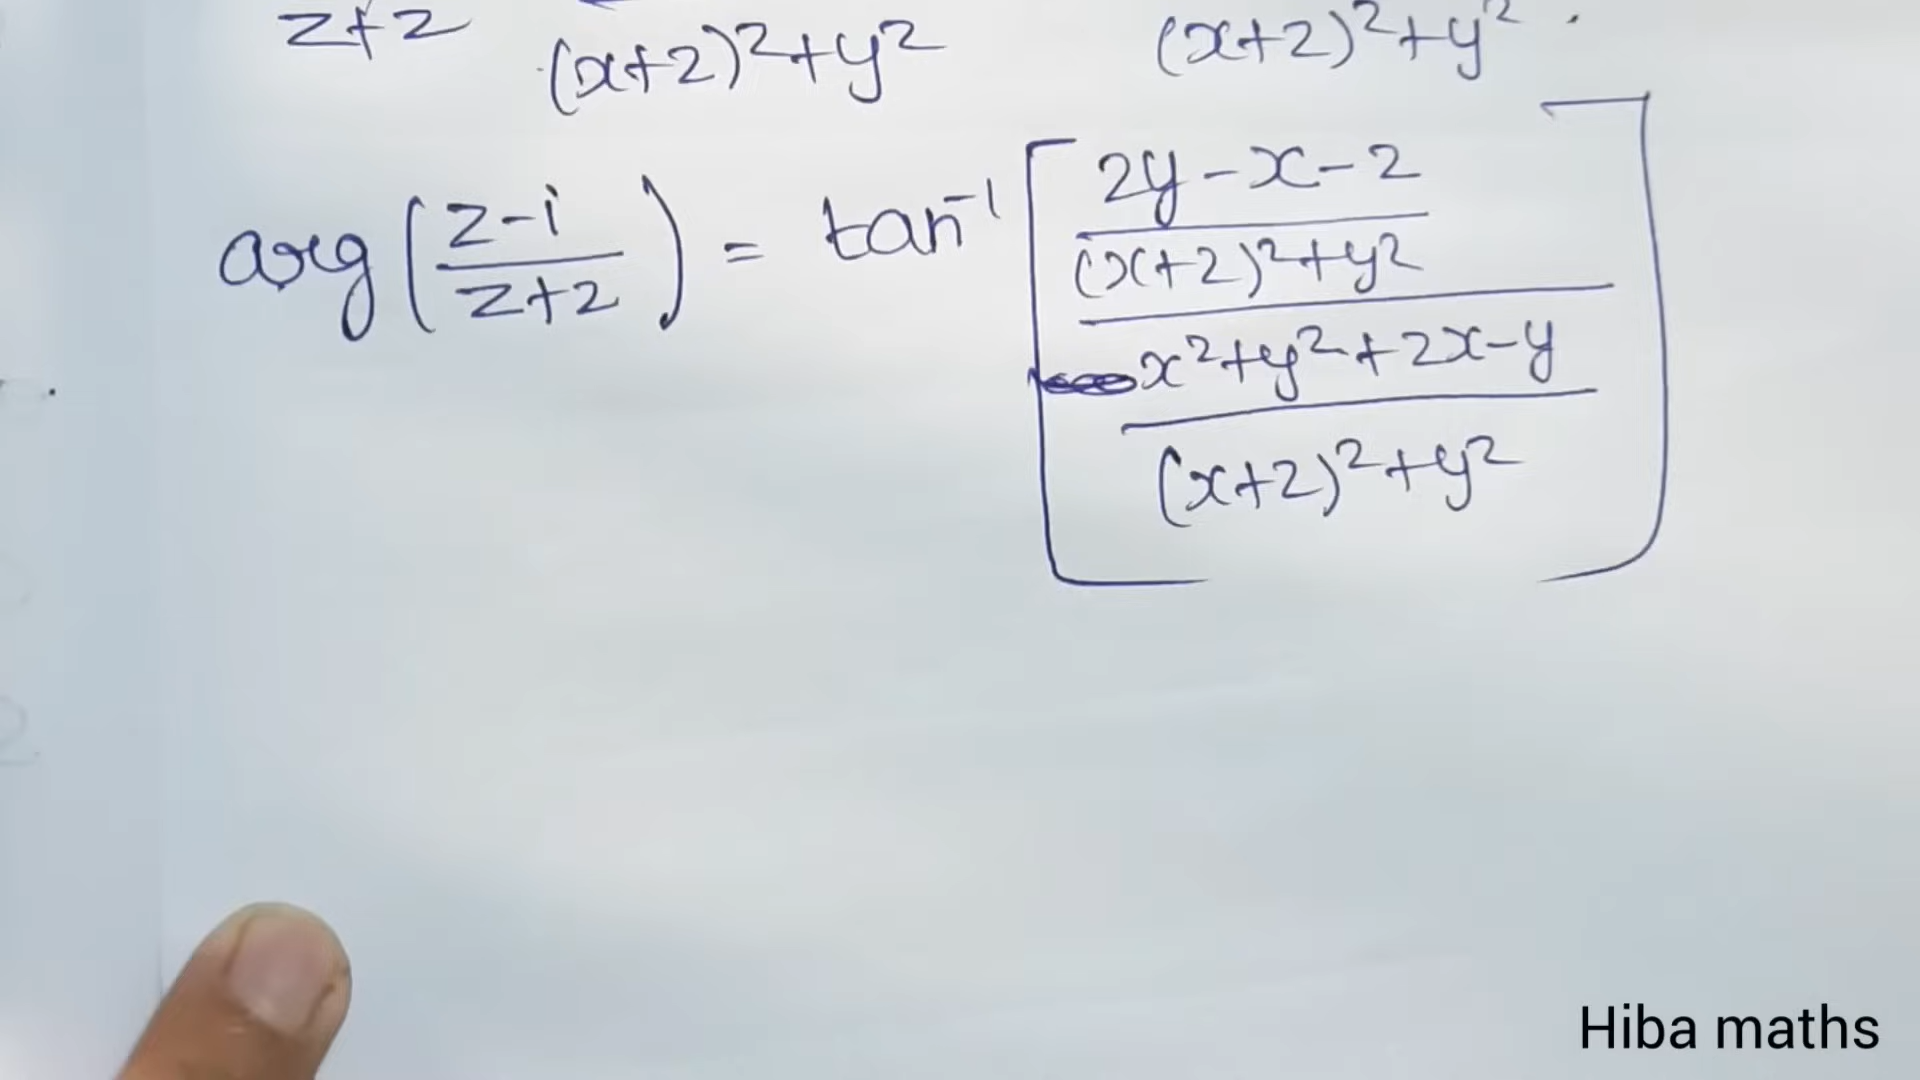 z+2 (x+2)²+y² (x+2)²+y² .
arg(z-i/z+2) = tan⁻¹[2y-x-2/(x+2)²+y² / x²+y²+2x-y/(x+2)²+y²]
Hiba maths